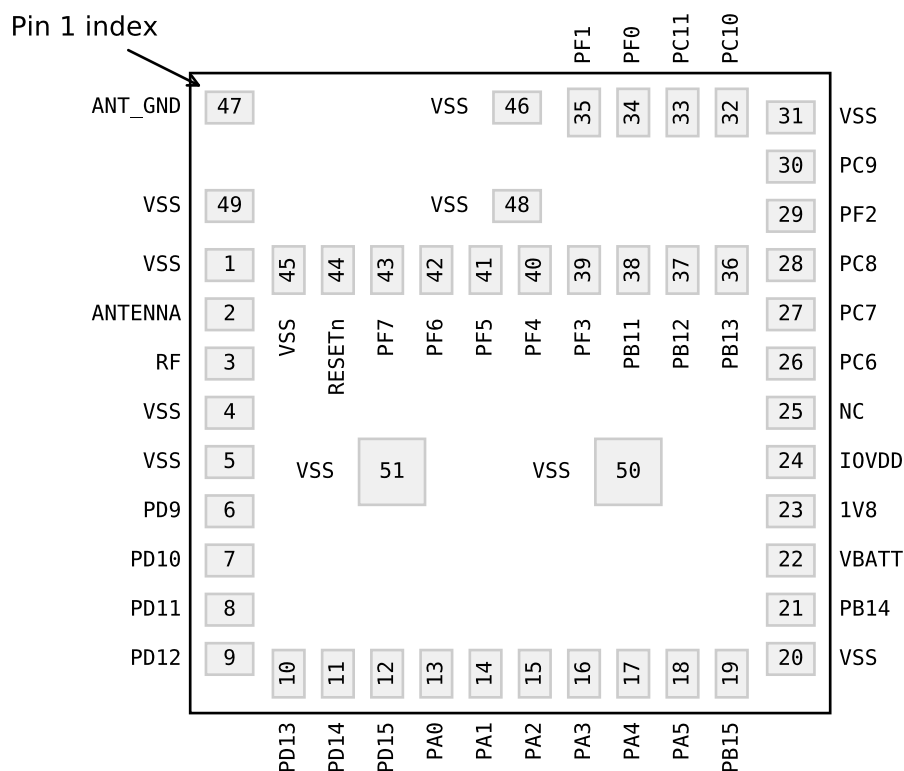 Pin 1 index
PF1
PF0
PC11
PC10
ANT_GND 47
VSS 46
35
34
33
32
31 VSS
30 PC9
VSS 49
VSS 48
29 PF2
VSS 1
45
44
43
42
41
40
39
38
37
36
28 PC8
ANTENNA 2
27 PC7
VSS
RESETn
PF7
PF6
PF5
PF4
PF3
PB11
PB12
PB13
RF 3
26 PC6
VSS 4
25 NC
VSS 5
VSS 51
VSS 50
24 IOVDD
PD9 6
23 1V8
PD10 7
22 VBATT
PD11 8
21 PB14
PD12 9
10
11
12
13
14
15
16
17
18
19
20 VSS
PD13
PD14
PD15
PA0
PA1
PA2
PA3
PA4
PA5
PB15